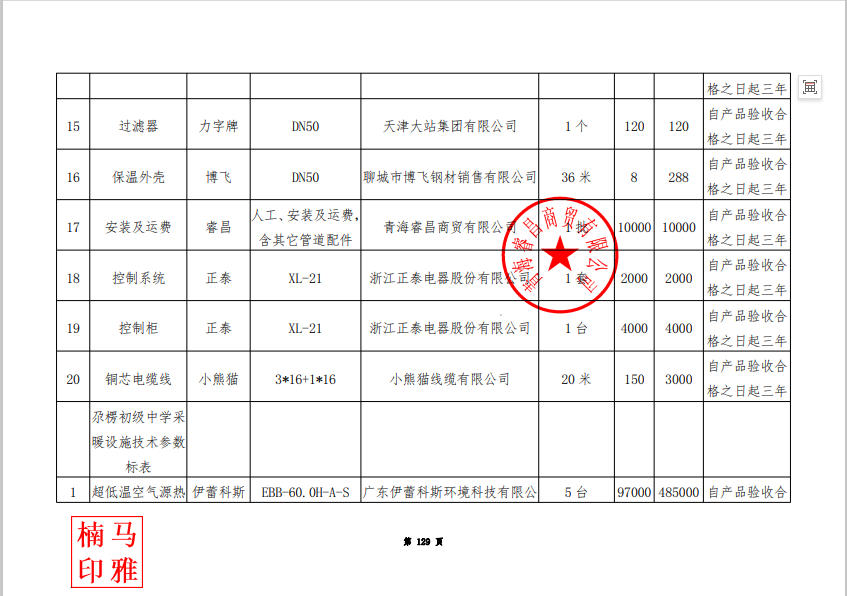 格之日起三年
15 过滤器 力字牌 DN50 天津大站集团有限公司 1 个 120 120 自产品验收合
格之日起三年
16 保温外壳 博飞 DN50 聊城市博飞钢材销售有限公司 36 米 8 288 自产品验收合
格之日起三年
17 安装及运费 睿昌 人工、安装及运费, 青海睿昌商贸有限公司 1 批 10000 10000 自产品验收合
含其它管道配件 格之日起三年
18 控制系统 正泰 XL-21 浙江正泰电器股份有限公司 1 套 2000 2000 自产品验收合
格之日起三年
19 控制柜 正泰 XL-21 浙江正泰电器股份有限公司 1 台 4000 4000 自产品验收合
格之日起三年
20 铜芯电缆线 小熊猫 3*16+1*16 小熊猫线缆有限公司 20 米 150 3000 自产品验收合
格之日起三年
尕楞初级中学采
暖设施技术参数
标表
1 超低温空气源热 伊蕾科斯 EBB-60.0H-A-S 广东伊蕾科斯环境科技有限公 5 台 97000 485000 自产品验收合
青海睿昌商贸有限公司
楠马
印雅
第 129 页